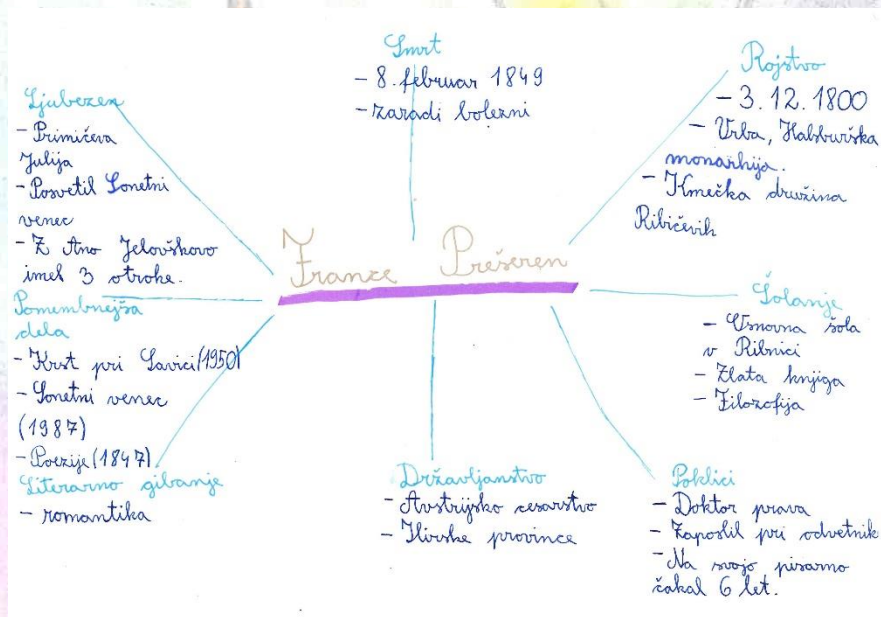 France Prešeren
Smrt
- 8. februar 1849
- zaradi bolezni
Rojstvo
- 3. 12. 1800
- Vrba, Habsburška
monarhija.
- Kmečka družina
Ribičevih
Šolanje
- Osnovna šola
v Ribnici
- Zlata knjiga
- Filozofija
Poklici
- Doktor prava
- Zaposlil pri odvetnik
- Na svojo pisarno
čakal 6 let.
Državljanstvo
- Avstrijsko cesarstvo
- Ilirske province
Literarno gibanje
- romantika
Pomembnejša
dela
- Krst pri Savici (1950)
- Sonetni venec
(1987)
- Poezije (1847)
Ljubezen
- Primičeva
Julija
- Posvetil Sonetni
venec
- Z Ano Jelovškovo
imel 3 otroke.